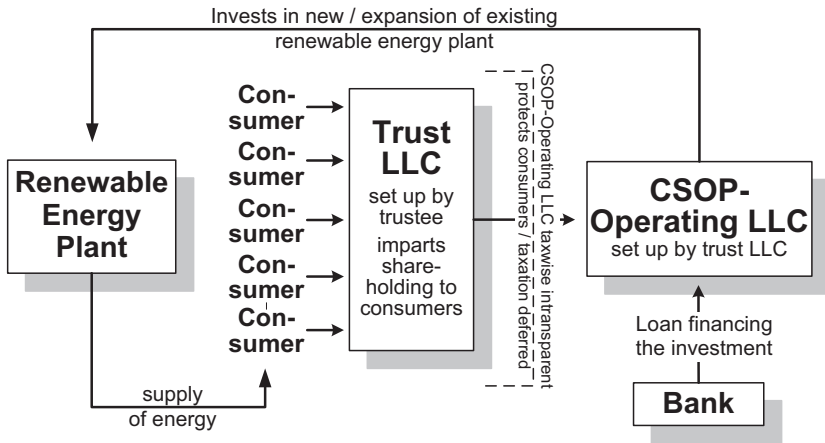 Invests in new / expansion of existing
renewable energy plant
Renewable
Energy
Plant
Con-
sumer
Con-
sumer
Con-
sumer
Con-
sumer
Con-
sumer
Trust
LLC
set up by
trustee
imparts
share-
holding to
consumers
CSOP-Operating LLC taxwise intransparent
protects consumers / taxation deferred
CSOP-
Operating LLC
set up by trust LLC
Loan financing
the investment
Bank
supply
of energy